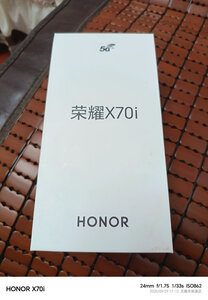 5G
荣耀X70i
HONOR
HONOR X70i
24mm f/1.75 1/33s ISO862